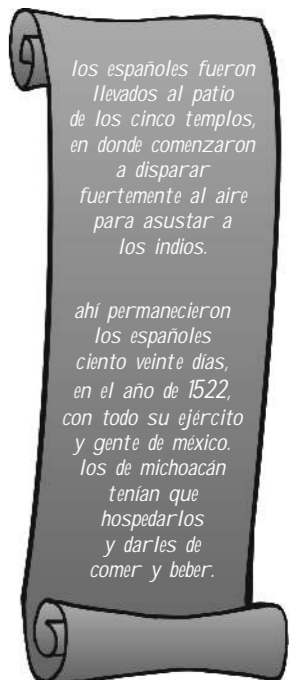 los españoles fueron
llevados al patio
de los cinco templos,
en donde comenzaron
a disparar
fuertemente al aire
para asustar a
los indios.
ahí permanecieron
los españoles
ciento veinte días,
en el año de 1522,
con todo su ejército
y gente de méxico.
los de michoacán
tenían que
hospedarlos
y darles de
comer y beber.